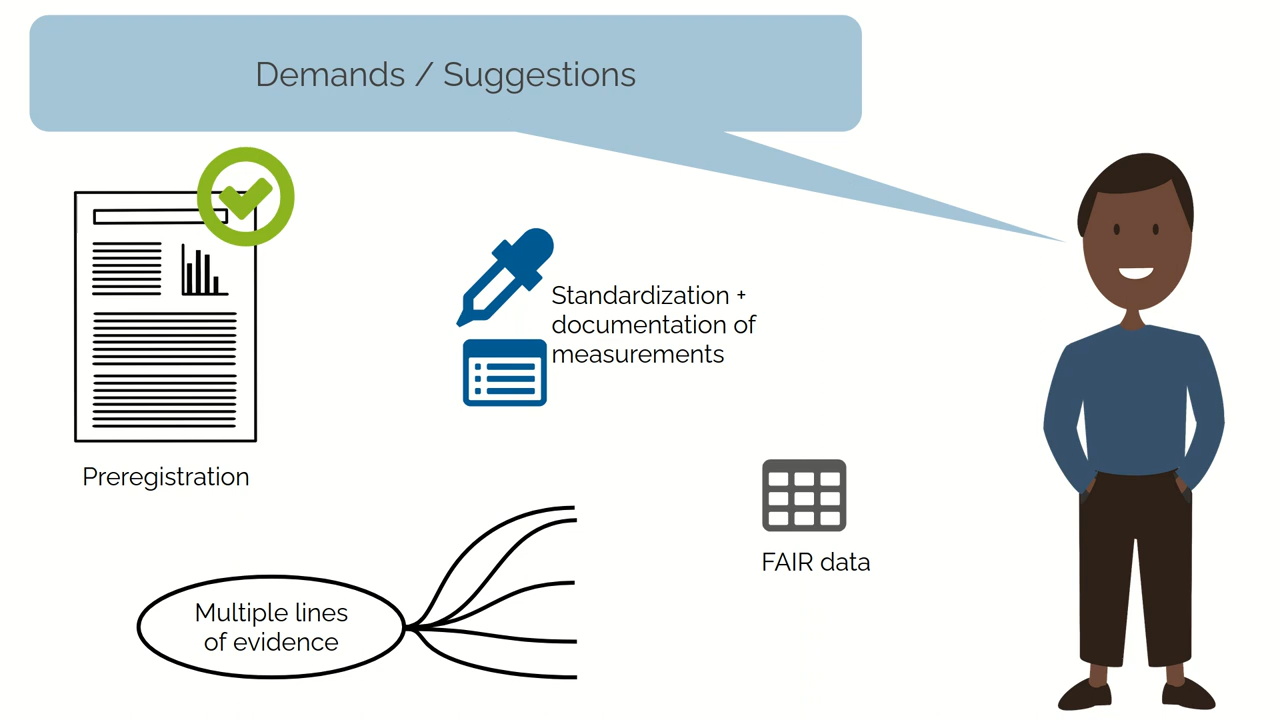 Demands / Suggestions
Standardization +
documentation of
measurements
Preregistration
FAIR data
Multiple lines
of evidence